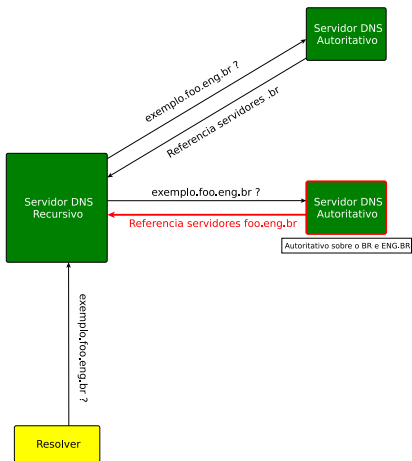 Servidor DNS
Autoritativo
exemplo.foo.eng.br ?
Referencia servidores .br
Servidor DNS
Recursivo
exemplo.foo.eng.br ?
Referencia servidores foo.eng.br
Servidor DNS
Autoritativo
Autoritativo sobre o BR e ENG.BR
exemplo.foo.eng.br ?
Resolver